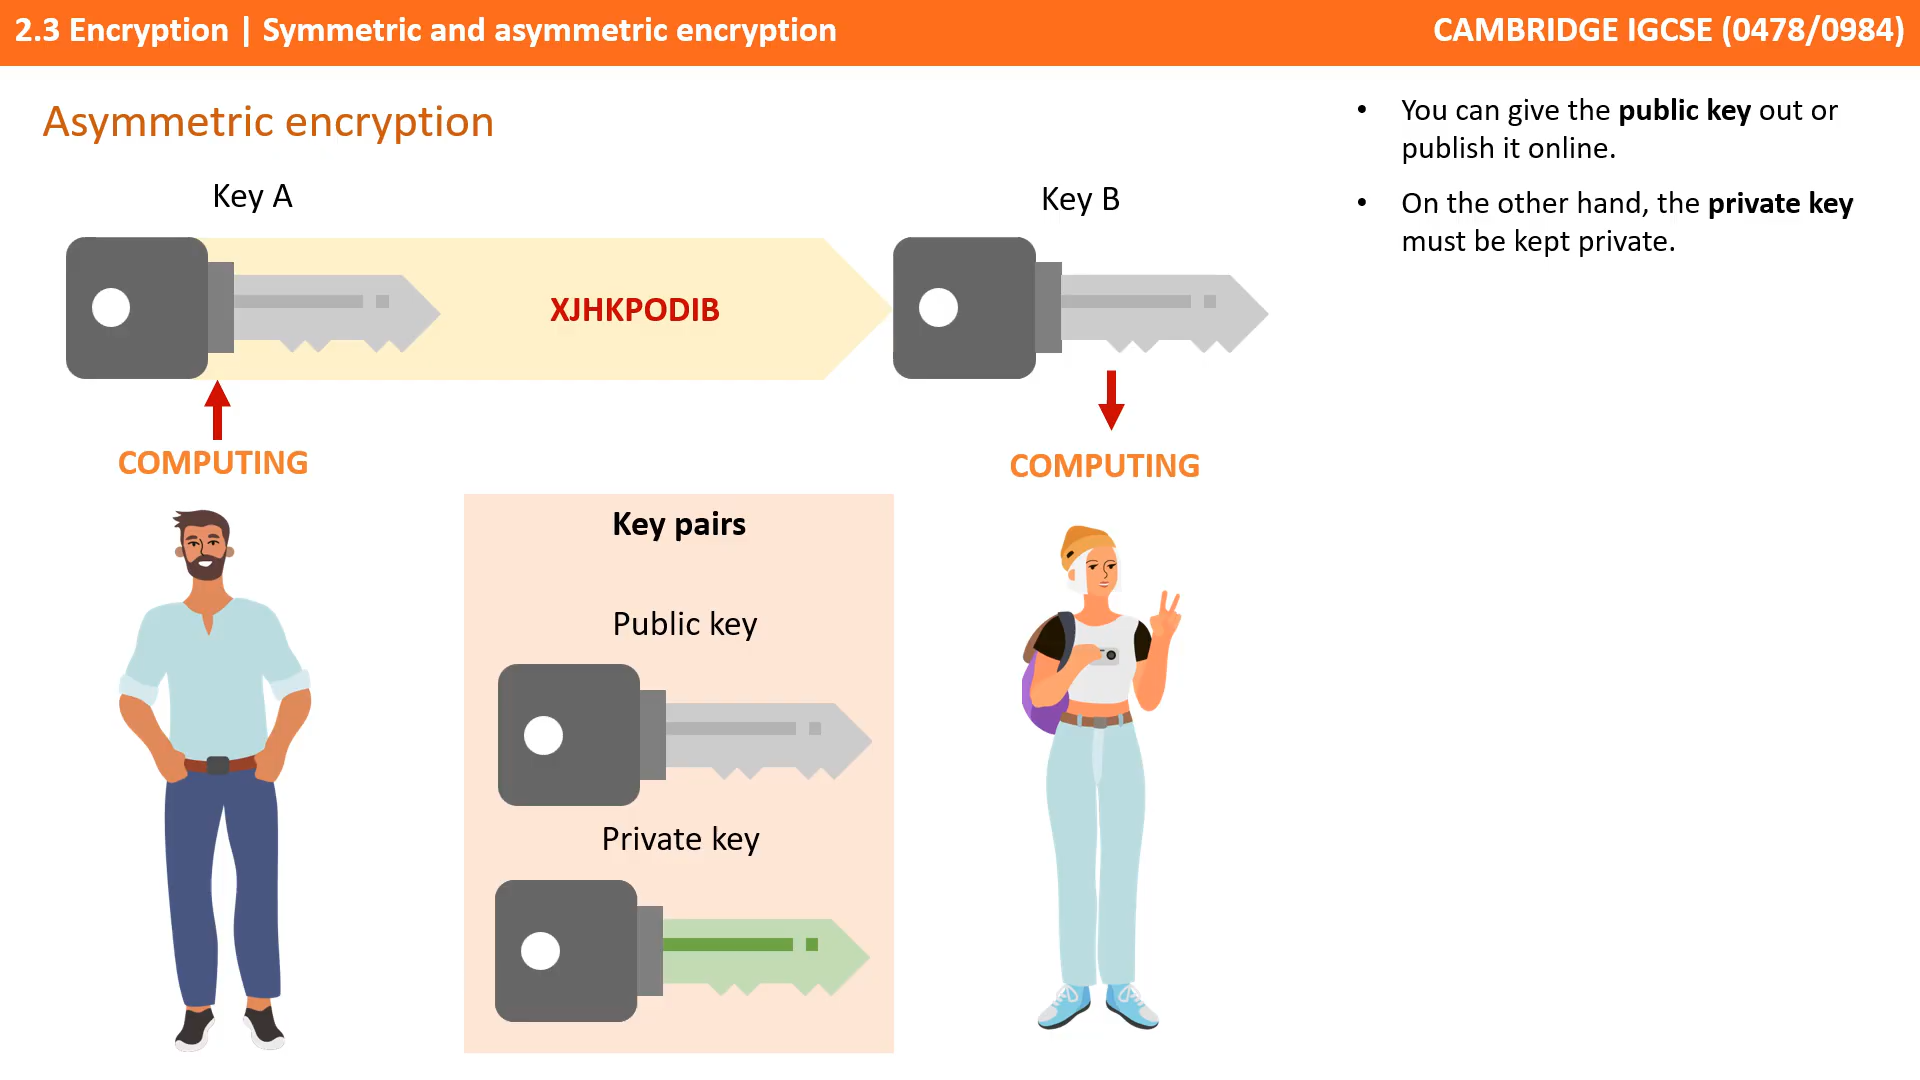 2.3 Encryption | Symmetric and asymmetric encryption
CAMBRIDGE IGCSE (0478/0984)
Asymmetric encryption
Key A
Key B
XJHKPODIB
COMPUTING
COMPUTING
Key pairs
Public key
Private key
• You can give the public key out or
publish it online.
• On the other hand, the private key
must be kept private.